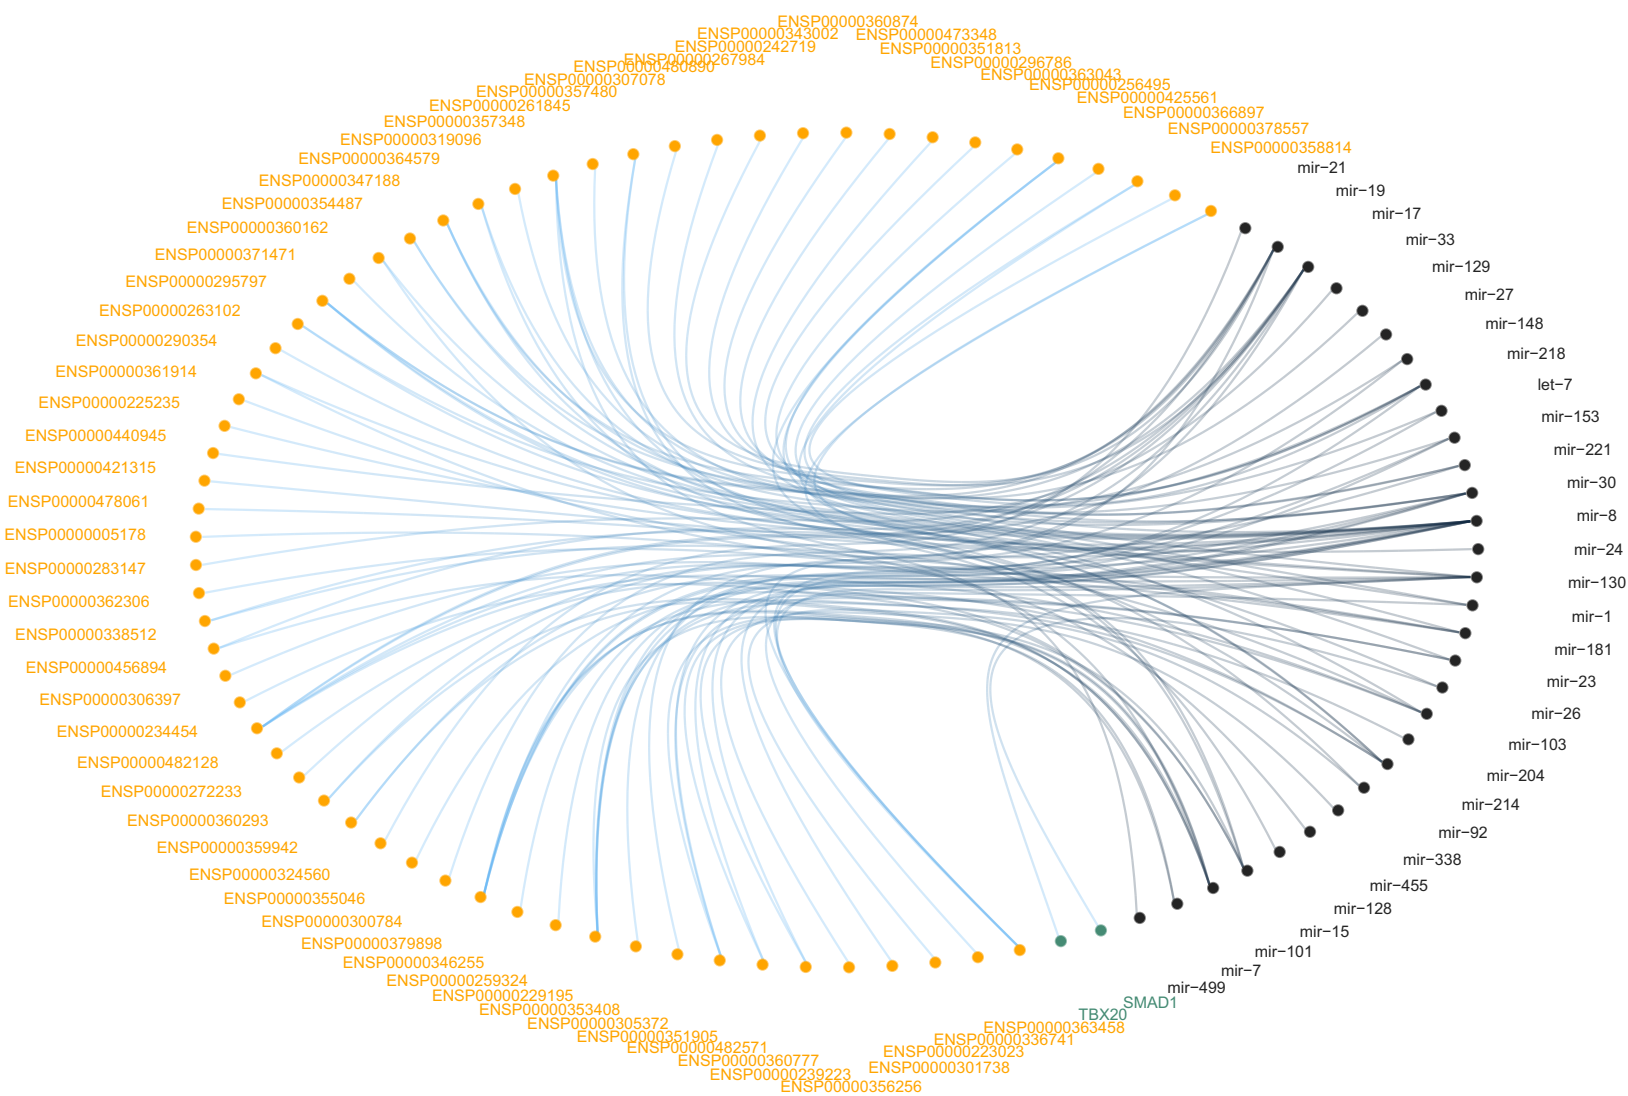 ENSP00000360874
ENSP00000343002
ENSP00000473348
ENSP00000242719
ENSP00000351813
ENSP00000267984
ENSP00000296786
ENSP00000480890
ENSP00000363043
ENSP00000307078
ENSP00000256495
ENSP00000357480
ENSP00000425561
ENSP00000261845
ENSP00000366897
ENSP00000357348
ENSP00000378557
ENSP00000319096
ENSP00000358814
ENSP00000364579
mir−21
ENSP00000347188
mir−19
ENSP00000354487
mir−17
ENSP00000360162
mir−33
ENSP00000371471
mir−129
ENSP00000295797
mir−27
ENSP00000263102
mir−148
ENSP00000290354
mir−218
ENSP00000361914
let−7
ENSP00000225235
mir−153
ENSP00000440945
mir−221
ENSP00000421315
mir−30
ENSP00000478061
mir−8
ENSP00000005178
mir−24
ENSP00000283147
mir−130
ENSP00000362306
mir−1
ENSP00000338512
mir−181
ENSP00000456894
mir−23
ENSP00000306397
mir−26
ENSP00000234454
mir−103
ENSP00000482128
mir−204
ENSP00000272233
mir−214
ENSP00000360293
mir−92
ENSP00000359942
mir−338
ENSP00000324560
mir−455
ENSP00000355046
mir−128
ENSP00000300784
mir−15
ENSP00000379898
mir−101
ENSP00000346255
mir−7
ENSP00000259324
mir−499
ENSP00000229195
SMAD1
ENSP00000353408
TBX20
ENSP00000305372
ENSP00000363458
ENSP00000351905
ENSP00000336741
ENSP00000482571
ENSP00000223023
ENSP00000360777
ENSP00000301738
ENSP00000239223
ENSP00000356256